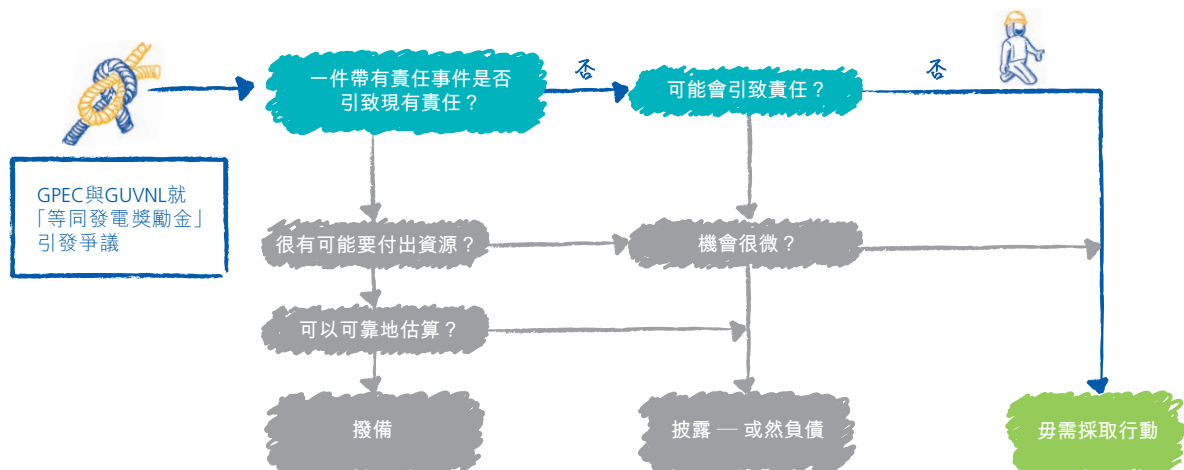 一件帶有責任事件是否
引致現有責任？
否
可能會引致責任？
否
GPEC與GUVNL就
「等同發電獎勵金」
引發爭議
很有可能要付出資源？
機會很微？
可以可靠地估算？
撥備
披露 — 或然負債
毋需採取行動